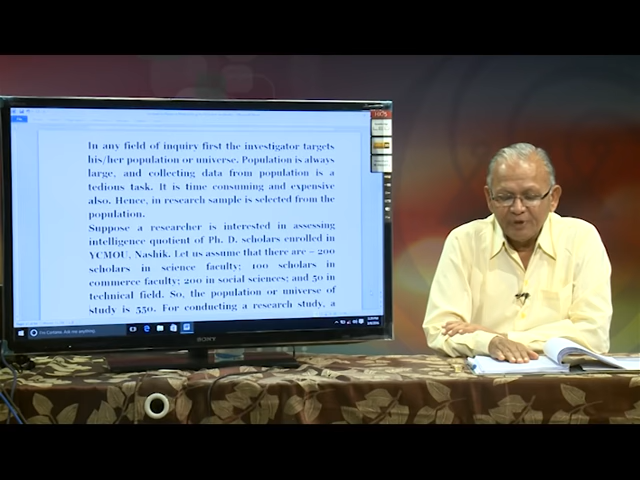 In any field of inquiry first the investigator targets
his/her population or universe. Population is always
large, and collecting data from population is a
tedious task. It is time consuming and expensive
also. Hence, in research sample is selected from the
population.
Suppose a researcher is interested in assessing
intelligence quotient of Ph. D. scholars enrolled in
YCMOU, Nashik. Let us assume that there are – 200
scholars in science faculty; 100 scholars in
commerce faculty; 200 in social sciences; and 50 in
technical field. So, the population or universe of
study is 550. For conducting a research study, a
I'm Cortana. Ask me anything.
SONY